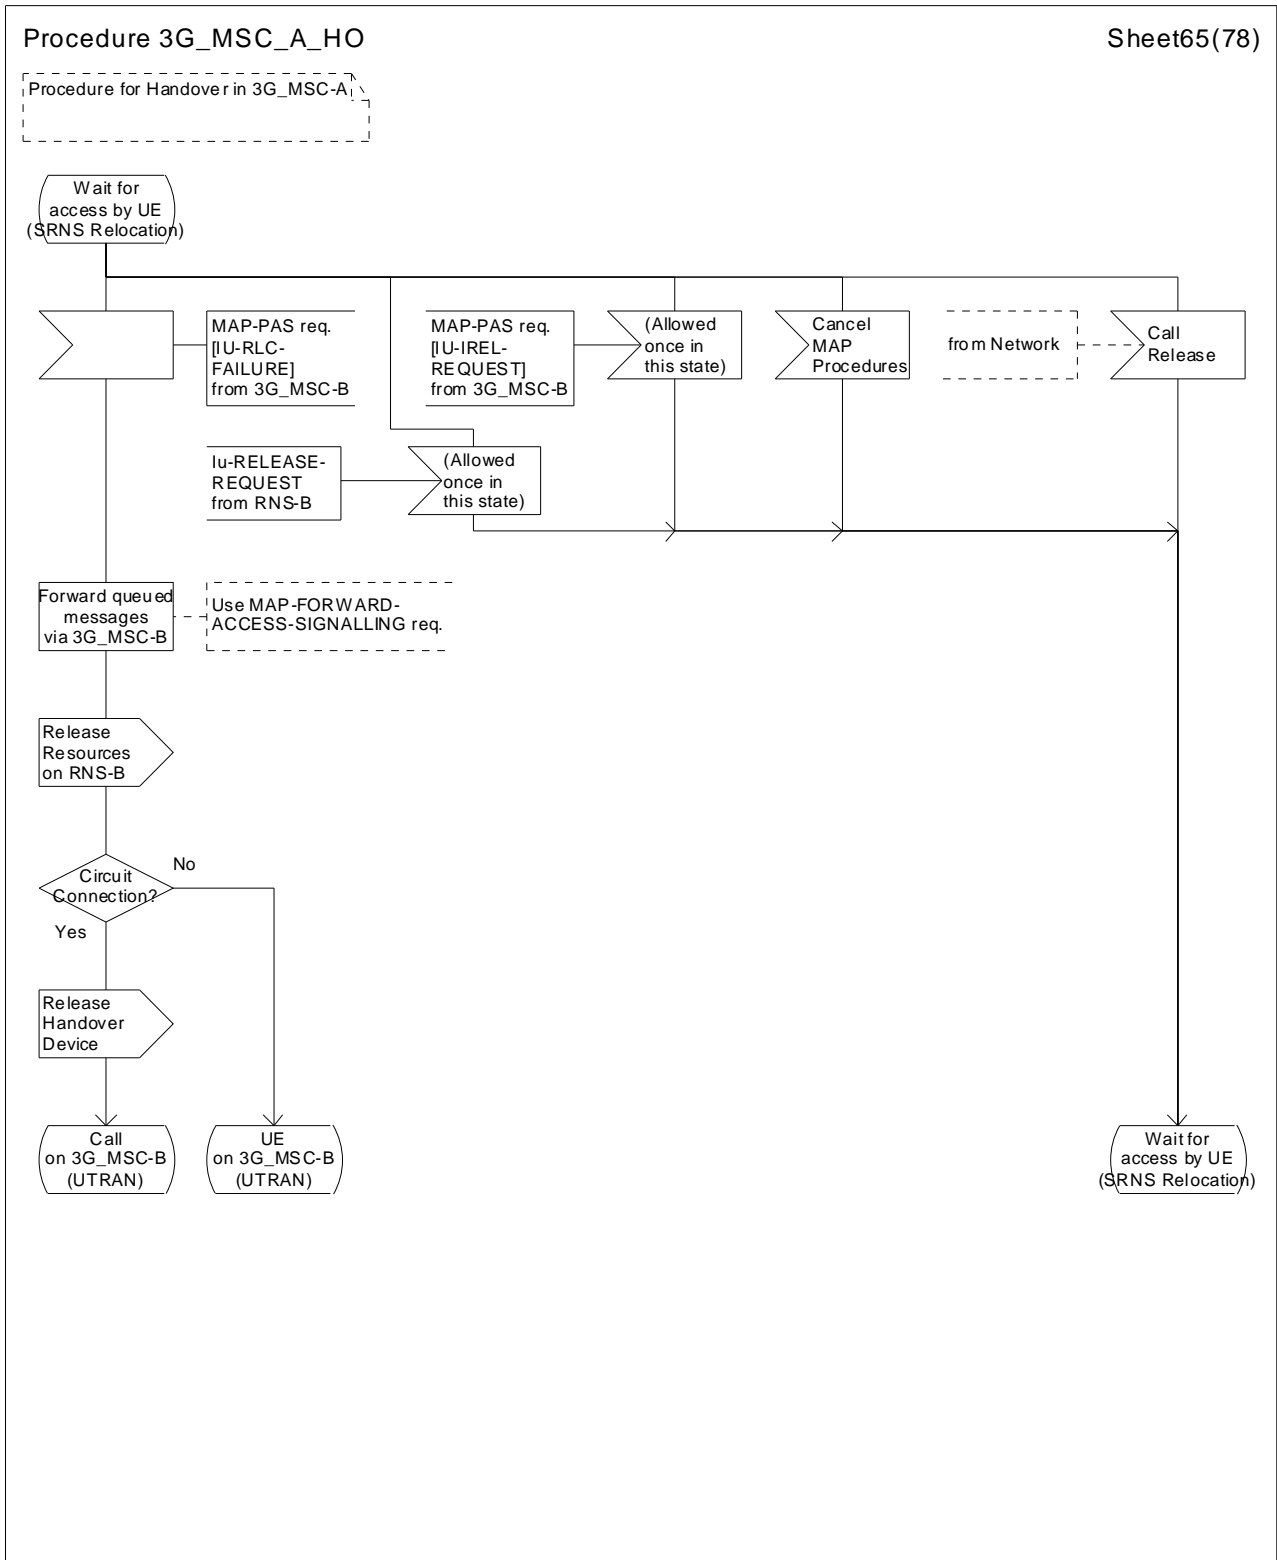 Procedure 3G_MSC_A_HO
Sheet65(78)
Procedure for Handover in 3G_MSC-A
Wait for
access by UE
(SRNS Relocation)
MAP-PAS req.
[IU-RLC-
FAILURE]
from 3G_MSC-B
MAP-PAS req.
[IU-IREL-
REQUEST]
from 3G_MSC-B
(Allowed
once in
this state)
Cancel
MAP
Procedures
from Network
Call
Release
Iu-RELEASE-
REQUEST
from RNS-B
(Allowed
once in
this state)
Forward queued
messages
via 3G_MSC-B
Use MAP-FORWARD-
ACCESS-SIGNALLING req.
Release
Resources
on RNS-B
Circuit
Connection?
No
Yes
Release
Handover
Device
Call
on 3G_MSC-B
(UTRAN)
UE
on 3G_MSC-B
(UTRAN)
Wait for
access by UE
(SRNS Relocation)